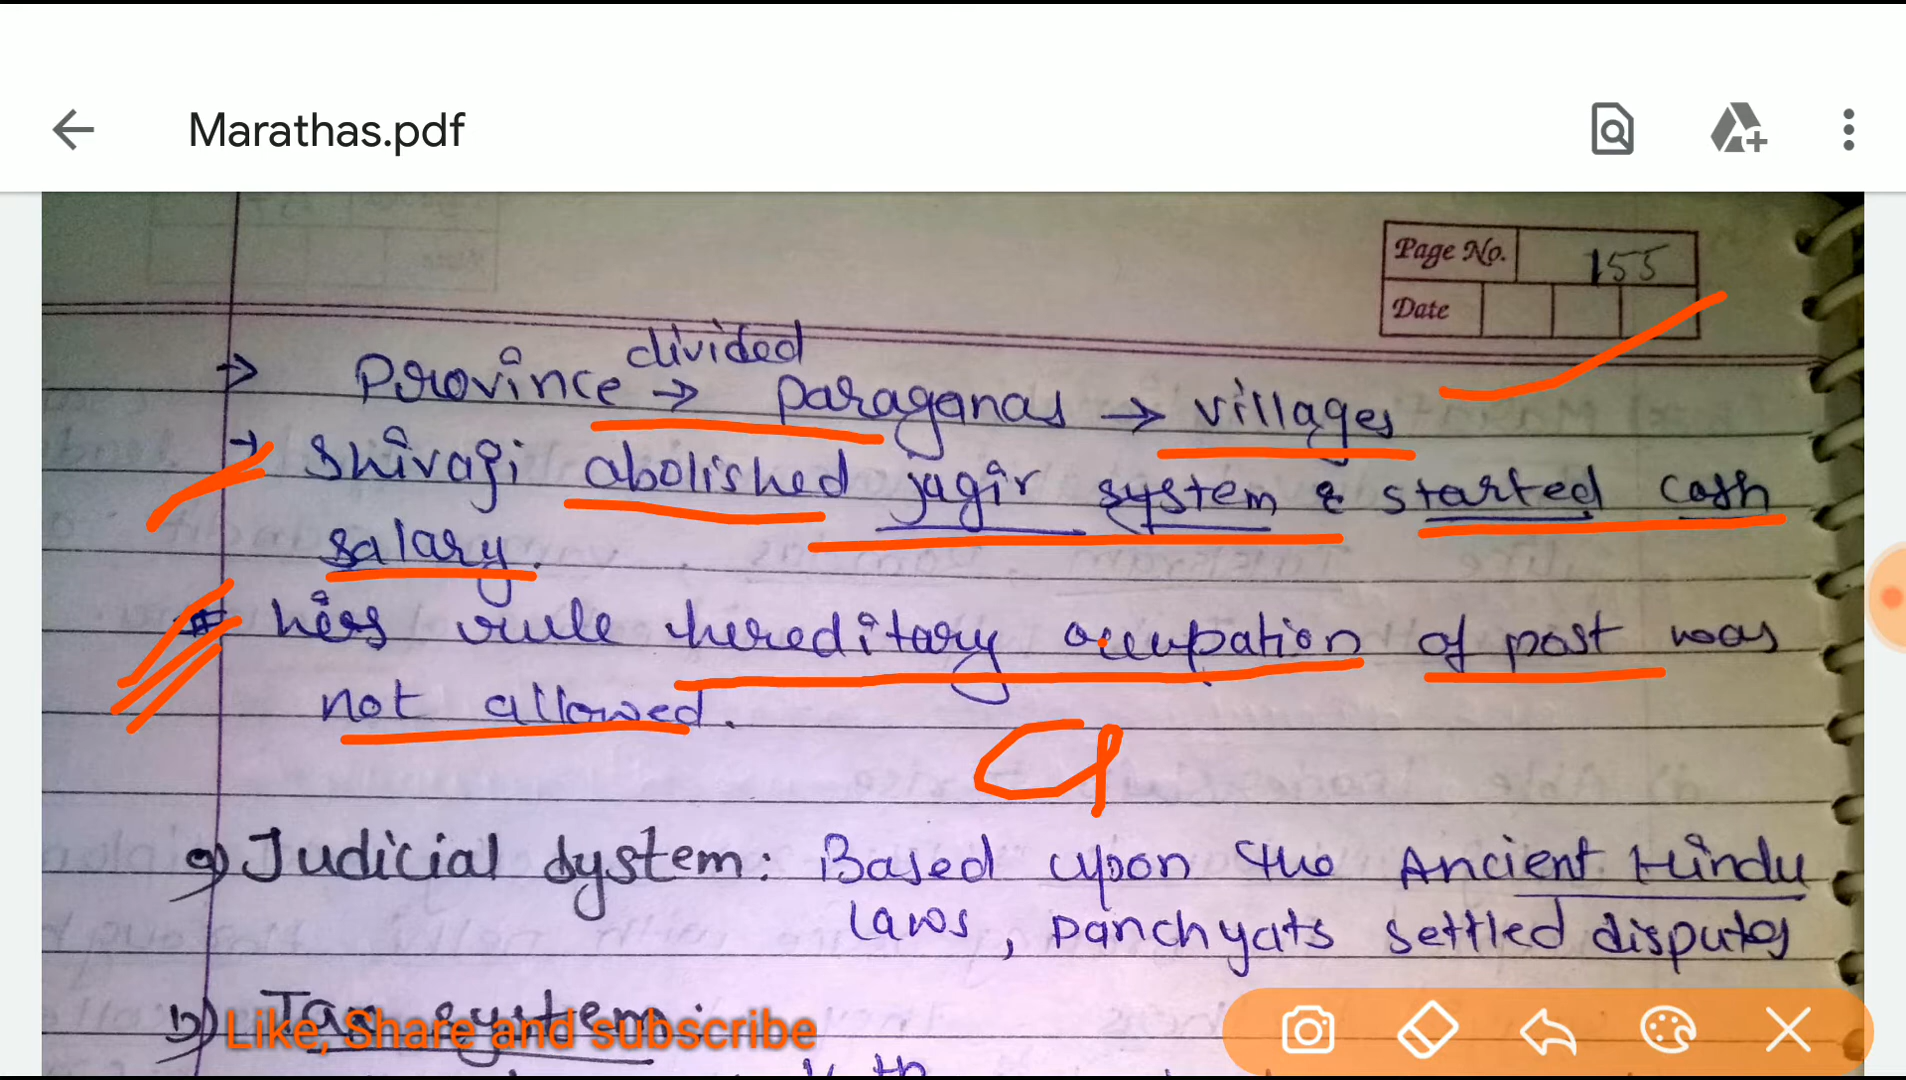 Marathas.pdf
Page No. 155
Date
divided
→ Province → paraganas → villages
→ Shivaji abolished jagir system & started cash
salary.
# his rule hereditary occupation of post was
not allowed.
a) Judicial system: Based upon the Ancient Hindu
laws, panchyats settled disputes
b) Tax system:
Like, Share and subscribe